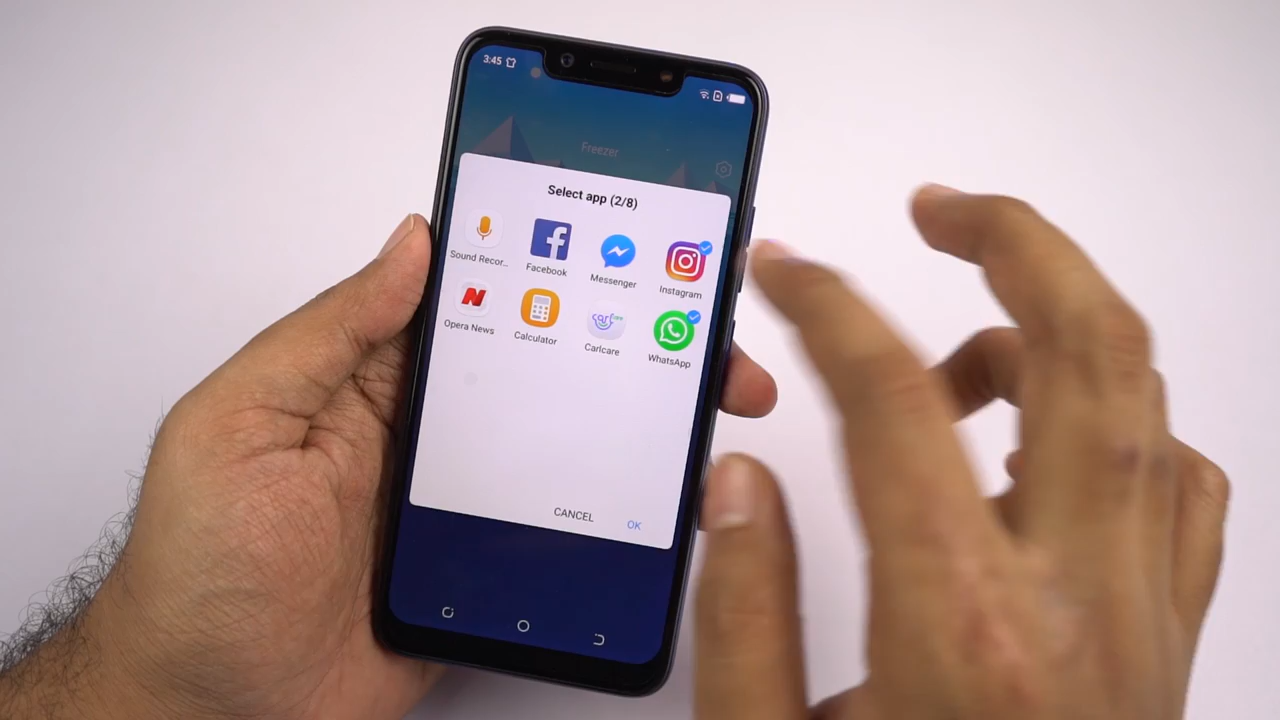 3:45
Freezer
Select app (2/8)
Sound Recor...
Facebook
Messenger
Instagram
Opera News
Calculator
Carlcare
WhatsApp
CANCEL
OK